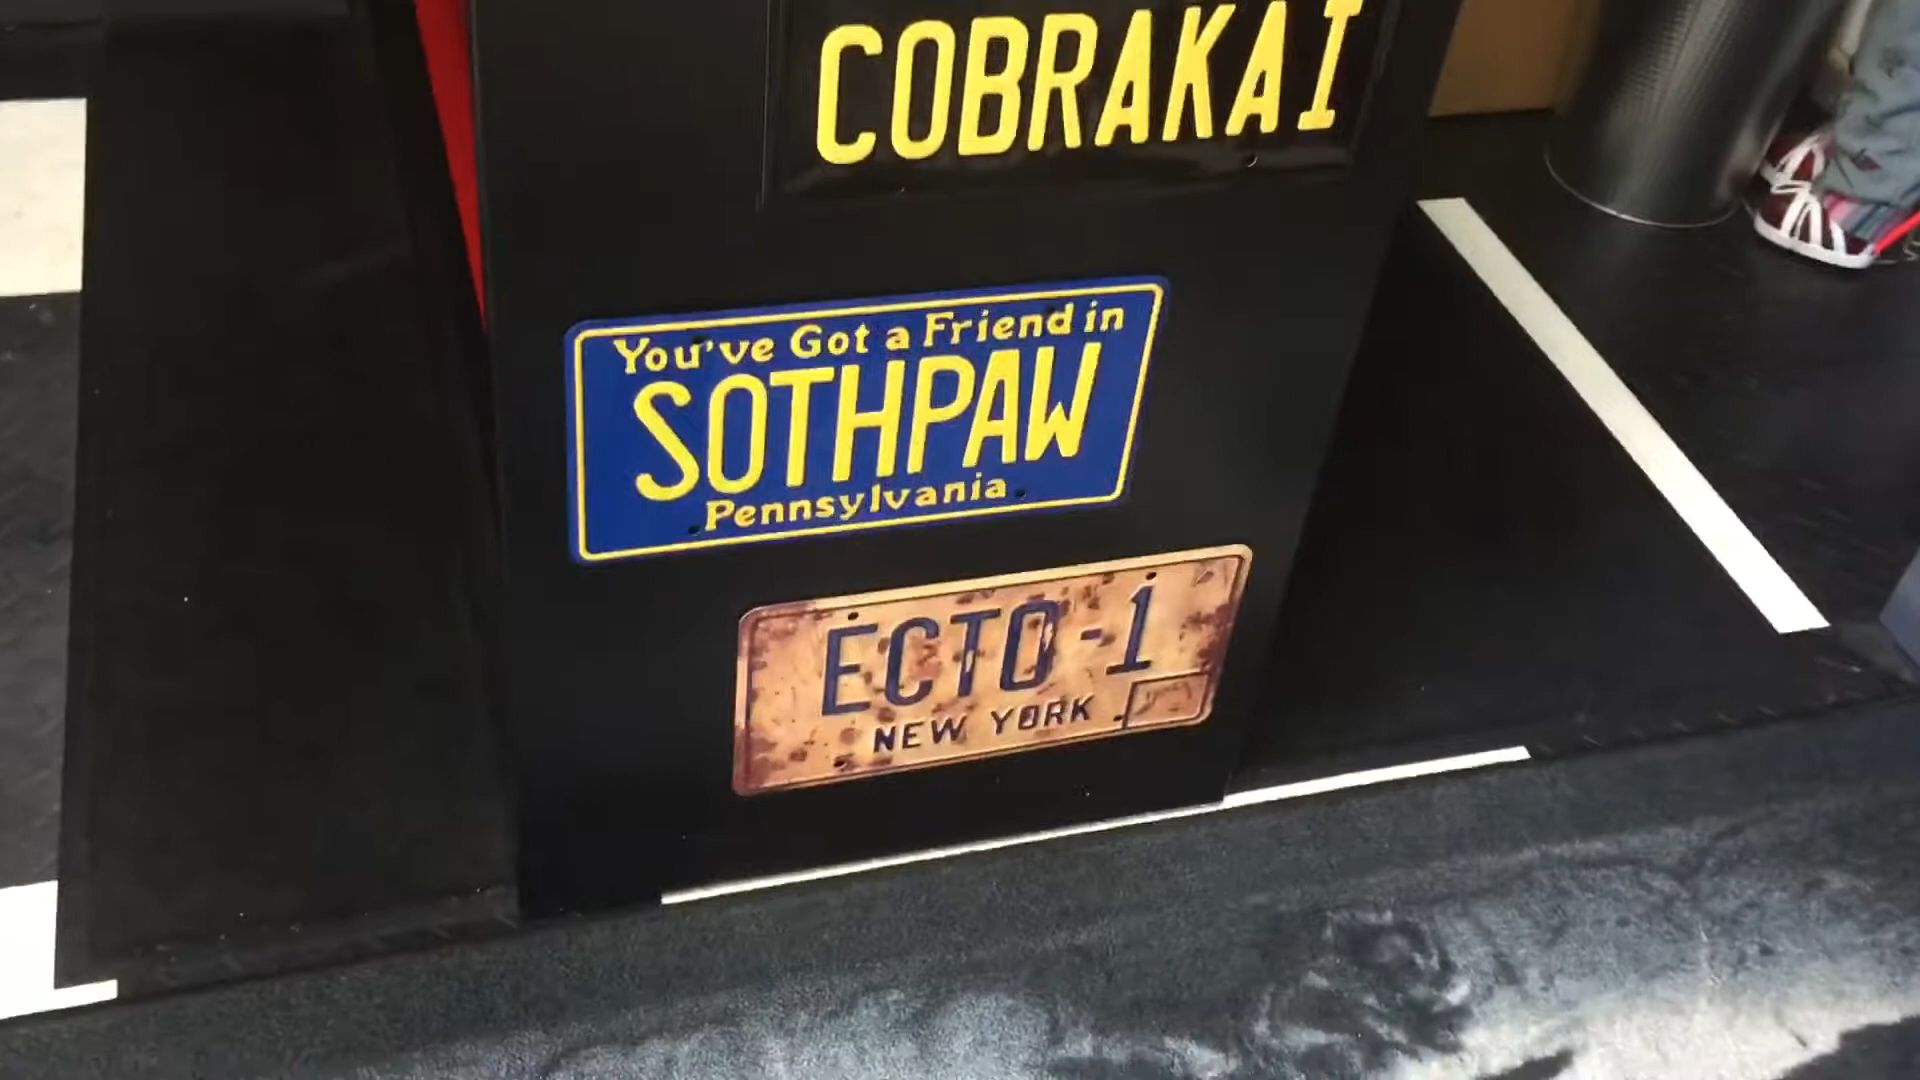 COBRAKAI
You've Got a Friend in
SOTHPAW
Pennsylvania
ECTO-1
NEW YORK